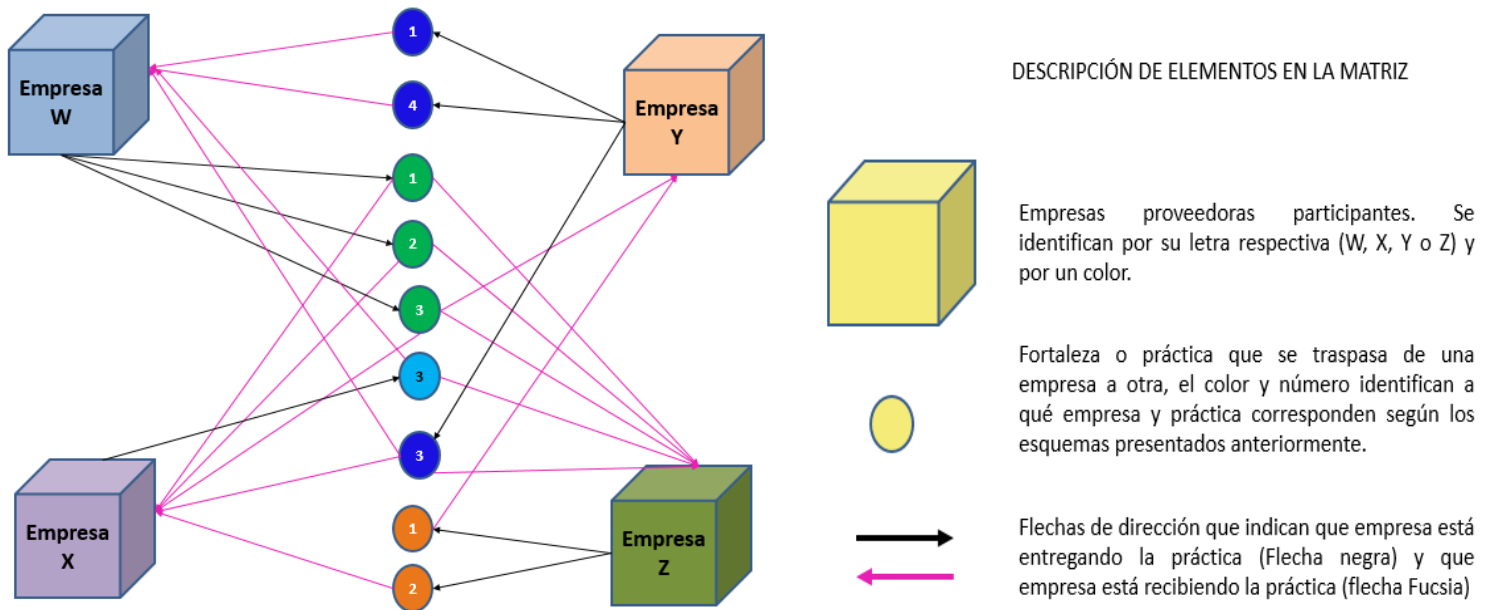 1
Empresa
W
4
Empresa
Y
1
2
3
3
3
Empresa
X
1
2
Empresa
Z
DESCRIPCIÓN DE ELEMENTOS EN LA MATRIZ
Empresas proveedoras participantes. Se
identifican por su letra respectiva (W, X, Y o Z) y
por un color.
Fortaleza o práctica que se traspasa de una
empresa a otra, el color y número identifican a
qué empresa y práctica corresponden según los
esquemas presentados anteriormente.
Flechas de dirección que indican que empresa está
entregando la práctica (Flecha negra) y que
empresa está recibiendo la práctica (flecha Fucsia)